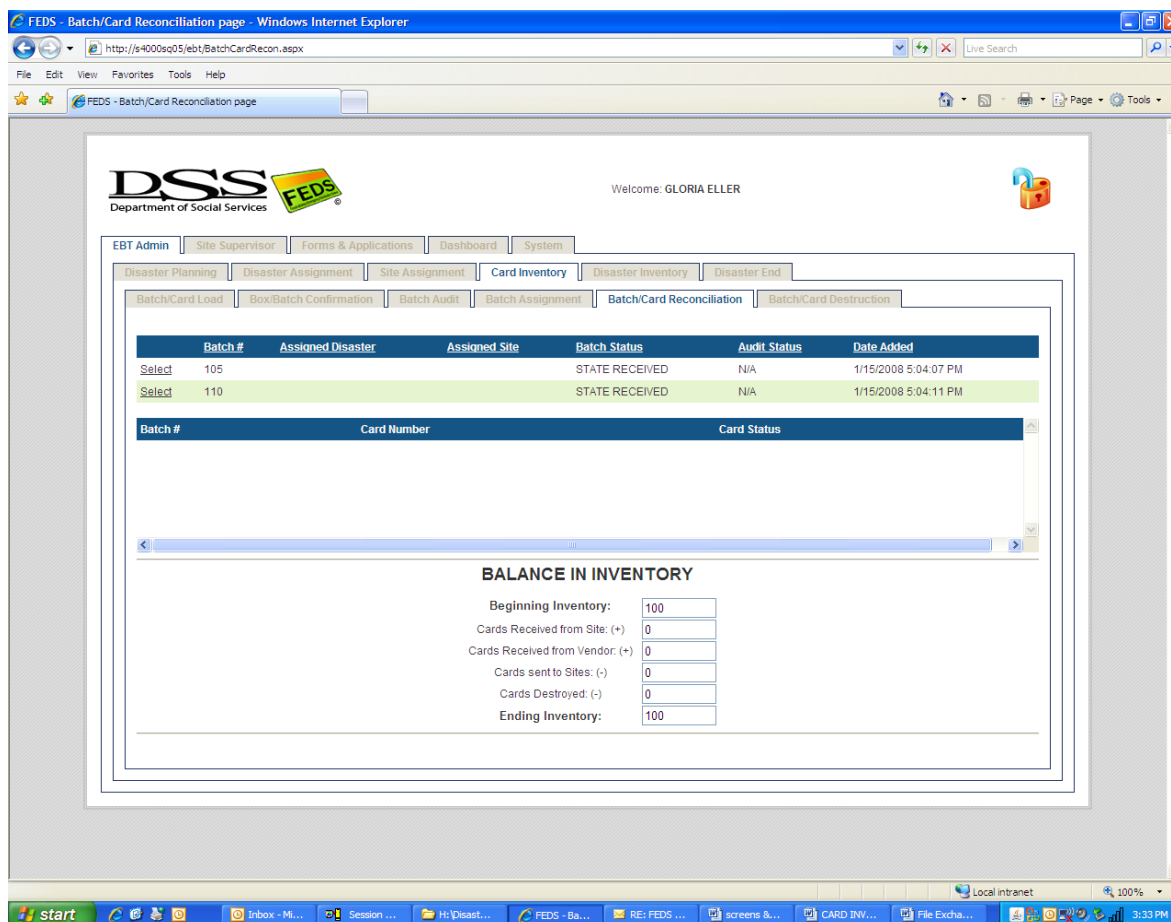 FEDS - Batch/Card Reconciliation page - Windows Internet Explorer
http://s4000sq05/ebt/BatchCardRecon.aspx
Live Search
File Edit View Favorites Tools Help
FEDS - Batch/Card Reconciliation page
Page Tools
DSS FEDS ©
Department of Social Services
Welcome: GLORIA ELLER
EBT Admin Site Supervisor Forms & Applications Dashboard System
Disaster Planning Disaster Assignment Site Assignment Card Inventory Disaster Inventory Disaster End
Batch/Card Load Box/Batch Confirmation Batch Audit Batch Assignment Batch/Card Reconciliation Batch/Card Destruction
Batch # Assigned Disaster Assigned Site Batch Status Audit Status Date Added
Select 105 STATE RECEIVED N/A 1/15/2008 5:04:07 PM
Select 110 STATE RECEIVED N/A 1/15/2008 5:04:11 PM
Batch # Card Number Card Status
BALANCE IN INVENTORY
Beginning Inventory: 100
Cards Received from Site: (+) 0
Cards Received from Vendor: (+) 0
Cards sent to Sites: (-) 0
Cards Destroyed: (-) 0
Ending Inventory: 100
Local intranet 100%
start Inbox - Mi... Session ... H:\Disast... FEDS - Ba... RE: FEDS ... screens &... CARD INV... File Excha... 3:33 PM